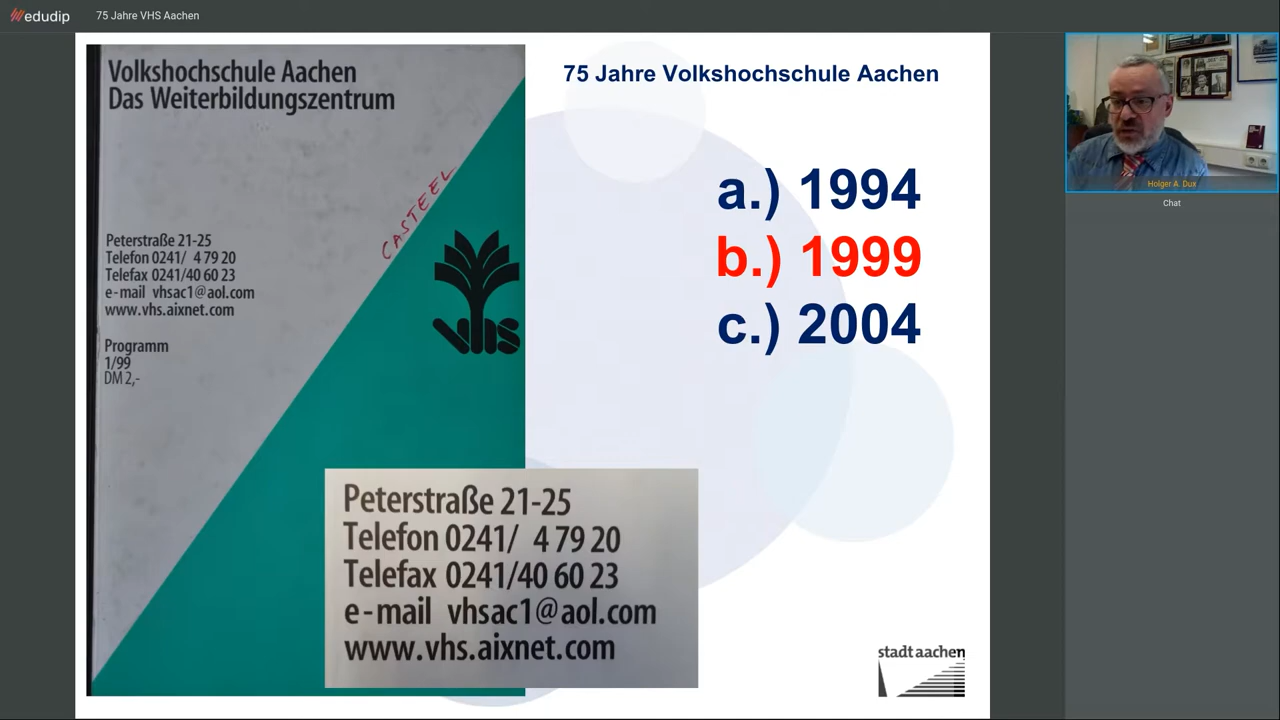 edudip
75 Jahre VHS Aachen
Volkshochschule Aachen
Das Weiterbildungszentrum
CASTEEL
Peterstraße 21-25
Telefon 0241/ 4 79 20
Telefax 0241/40 60 23
e-mail vhsac1@aol.com
www.vhs.aixnet.com
Programm
1/99
DM 2,-
vhs
Peterstraße 21-25
Telefon 0241/ 4 79 20
Telefax 0241/40 60 23
e-mail vhsac1@aol.com
www.vhs.aixnet.com
75 Jahre Volkshochschule Aachen
a.) 1994
b.) 1999
c.) 2004
stadt aachen
Holger A. Dux
Chat